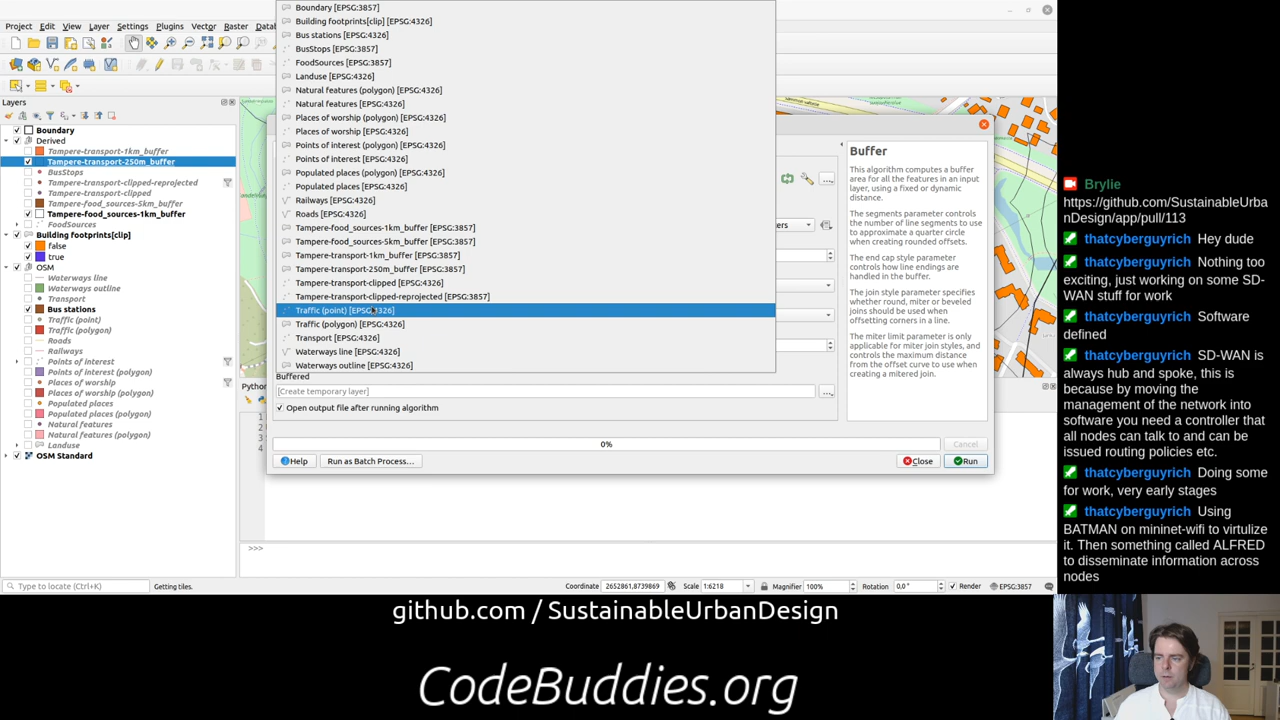 Project Edit View Layer Settings Plugins Vector Raster Datab
Layers
Boundary
Derived
Tampere-transport-1km_buffer
Tampere-transport-250m_buffer
BusStops
Tampere-transport-clipped-reprojected
Tampere-transport-clipped
Tampere-food_sources-5km_buffer
Tampere-food_sources-1km_buffer
FoodSources
Building footprints[clip]
false
true
OSM
Waterways line
Waterways outline
Transport
Bus stations
Traffic (point)
Traffic (polygon)
Roads
Railways
Points of Interest
Points of interest (polygon)
Places of worship (polygon)
Places of worship
Populated places
Populated places (polygon)
Natural features
Natural features (polygon)
Landuse
OSM Standard
Boundary [EPSG:3857]
Building footprints[clip] [EPSG:4326]
Bus stations [EPSG:4326]
BusStops [EPSG:3857]
FoodSources [EPSG:3857]
Landuse [EPSG:4326]
Natural features (polygon) [EPSG:4326]
Natural features [EPSG:4326]
Places of worship (polygon) [EPSG:4326]
Places of worship [EPSG:4326]
Points of interest (polygon) [EPSG:4326]
Points of interest [EPSG:4326]
Populated places (polygon) [EPSG:4326]
Populated places [EPSG:4326]
Railways [EPSG:4326]
Roads [EPSG:4326]
Tampere-food_sources-1km_buffer [EPSG:3857]
Tampere-food_sources-5km_buffer [EPSG:3857]
Tampere-transport-1km_buffer [EPSG:3857]
Tampere-transport-250m_buffer [EPSG:3857]
Tampere-transport-clipped [EPSG:4326]
Tampere-transport-clipped-reprojected [EPSG:3857]
Traffic (point) [EPSG:4326]
Traffic (polygon) [EPSG:4326]
Transport [EPSG:4326]
Waterways line [EPSG:4326]
Waterways outline [EPSG:4326]
Buffered
[Create temporary layer]
Open output file after running algorithm
0%
Cancel
Help
Run as Batch Process...
Close
Run
ers
Buffer
This algorithm computes a buffer
area for all the features in an input
layer, using a fixed or dynamic
distance.
The segments parameter controls
the number of line segments to
use to approximate a quarter circle
when creating rounded offsets.
The end cap style parameter
controls how line endings are
handled in the buffer.
The join style parameter specifies
whether round, miter or beveled
joins should be used when
offsetting corners in a line.
The miter limit parameter is only
applicable for miter join styles, and
controls the maximum distance
from the offset curve to use when
creating a mitered join.
Python
1
4
>>>
Type to locate (Ctrl+K)
Getting tiles.
Coordinate 2652861,8739869
Scale 1:6218
Magnifier 100%
Rotation 0,0°
Render
EPSG:3857
Brylie
https://github.com/SustainableUrba
nDesign/app/pull/113
thatcyberguyrich Hey dude
thatcyberguyrich Nothing too
exciting, just working on some SD-
WAN stuff for work
thatcyberguyrich Software
defined
thatcyberguyrich SD-WAN is
always hub and spoke, this is
because by moving the
management of the network into
software you need a controller that
all nodes can talk to and can be
issued routing policies etc.
thatcyberguyrich Doing some
for work, very early stages
thatcyberguyrich Using
BATMAN on mininet-wifi to virtulize
it. Then something called ALFRED
to disseminate information across
nodes
github.com / SustainableUrbanDesign
CodeBuddies.org